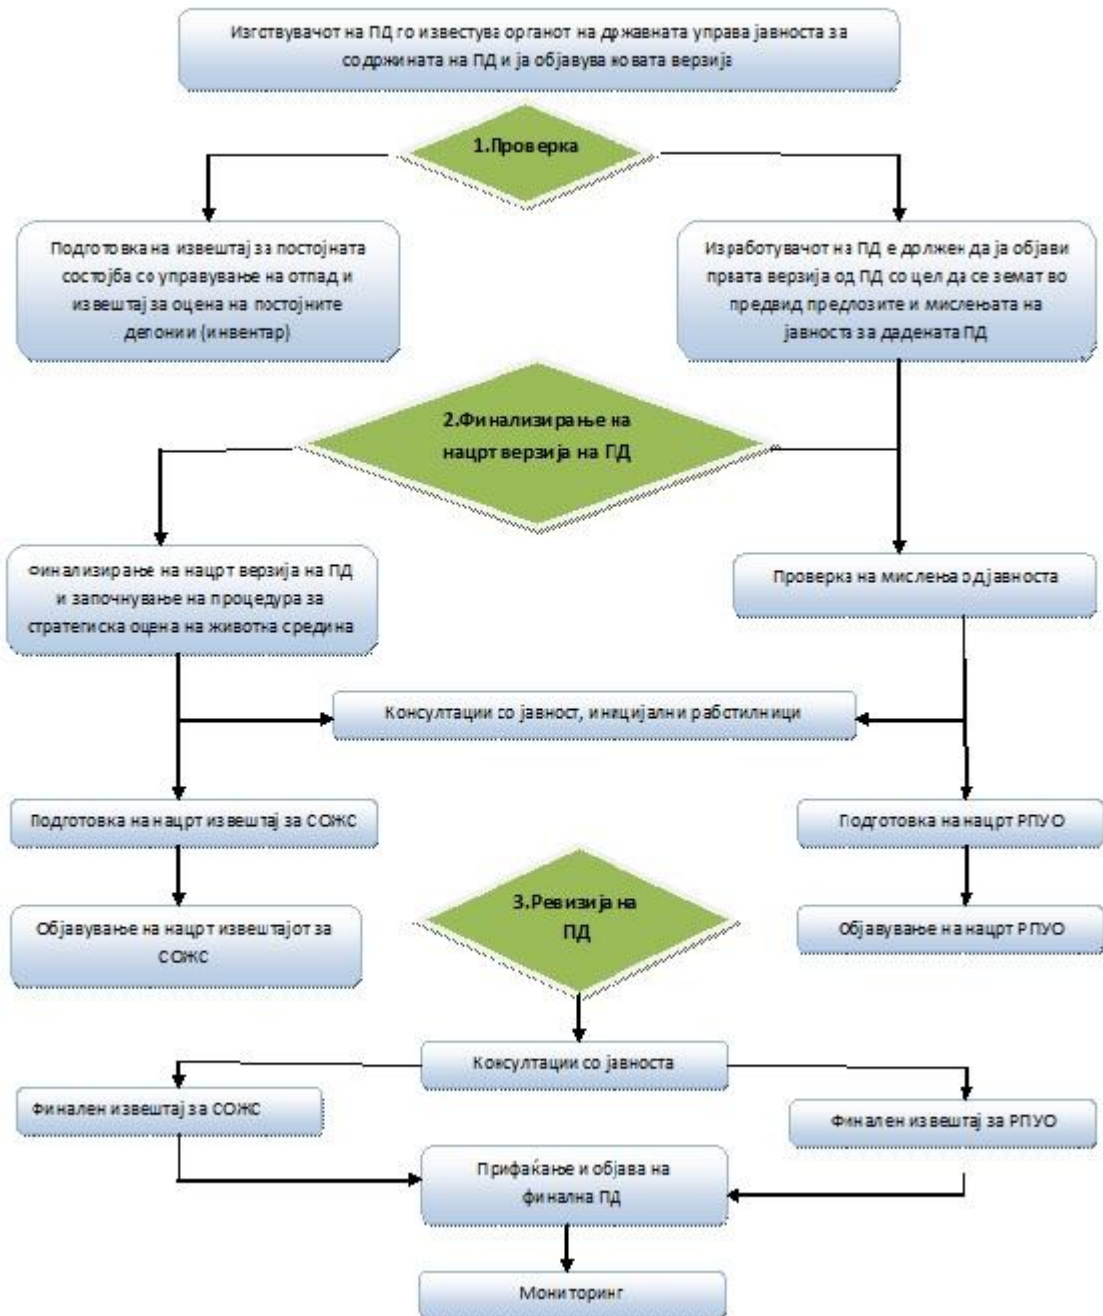 Изгствувачот на ПД го известува органот на државната управа јавноста за
содржината на ПД и ја објавува новата верзија
1.Проверка
Подготовка на извештај за постојната
состојба со управување на отпад и
извештај за оцена на постојните
депонии (инвентар)
Изработувачот на ПД е должен да ја објави
првата верзија од ПД со цел да се земат во
предвид предлозите и мислењата на
јавноста за дадената ПД
2.Финализирање на
нацрт верзија на ПД
Финализирање на нацрт верзија на ПД
и започнување на процедура за
стратегиска оцена на животна средина
Проверка на мислења од јавноста
Консултации со јавност, иницијални рабстилници
Подготовка на нацрт извештај за СОЖС
Подготовка на нацрт РПУО
3.Ревизија на
ПД
Објавување на нацрт извештајот за
СОЖС
Објавување на нацрт РПУО
Консултации со јавноста
Финален извештај за СОЖС
Финален извештај за РПУО
Прифаќање и објава на
финална ПД
Мониторинг